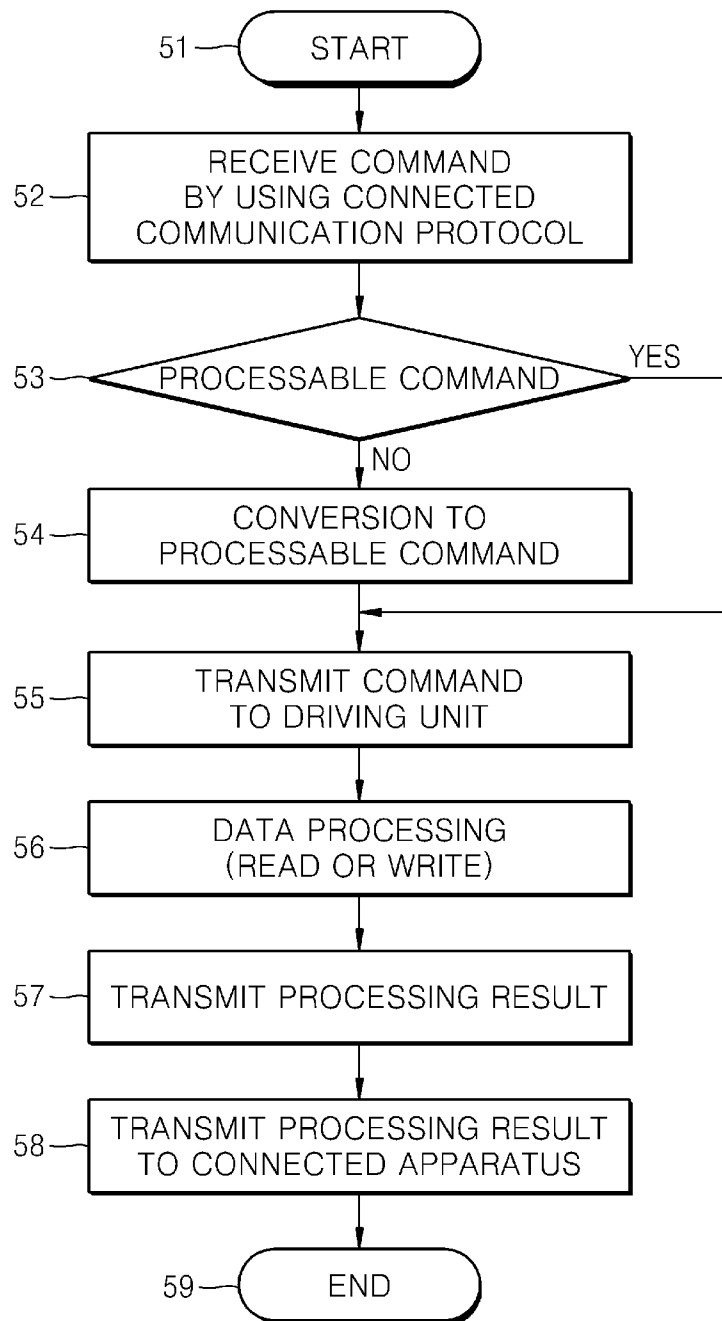 51
START
52
RECEIVE COMMAND
BY USING CONNECTED
COMMUNICATION PROTOCOL
53
PROCESSABLE COMMAND
YES
NO
54
CONVERSION TO
PROCESSABLE COMMAND
55
TRANSMIT COMMAND
TO DRIVING UNIT
56
DATA PROCESSING
(READ OR WRITE)
57
TRANSMIT PROCESSING RESULT
58
TRANSMIT PROCESSING RESULT
TO CONNECTED APPARATUS
59
END